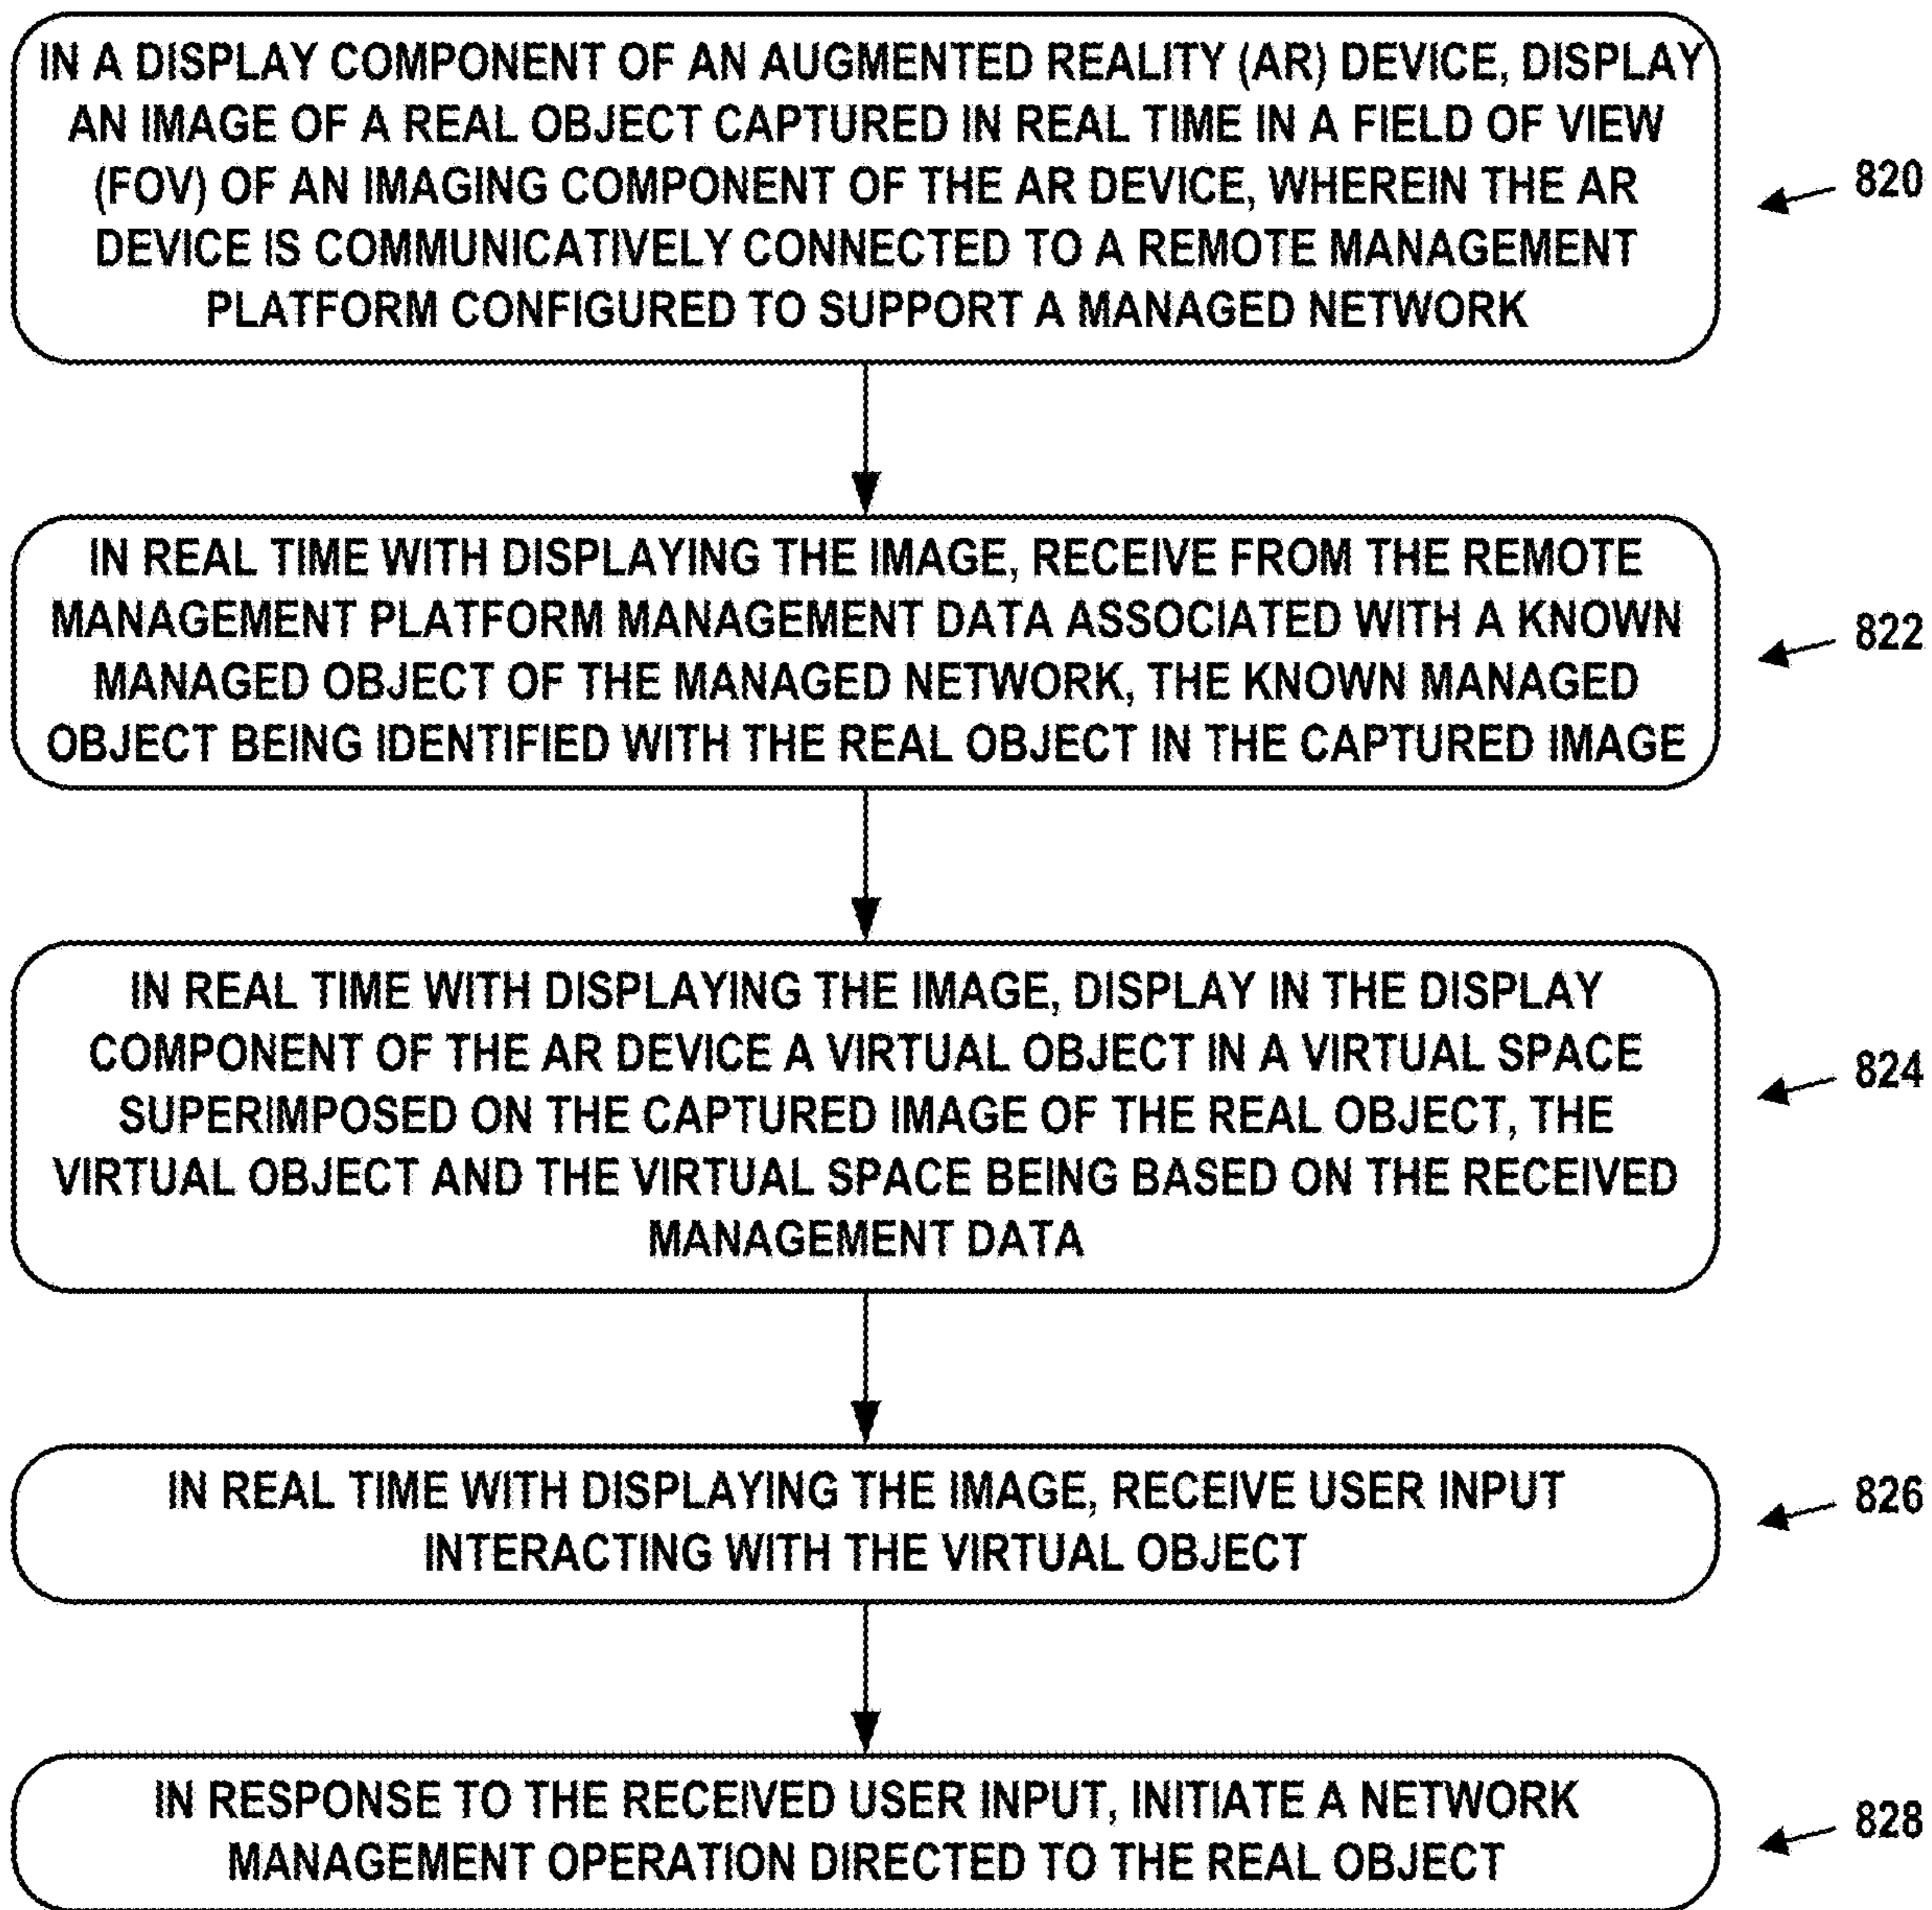 IN A DISPLAY COMPONENT OF AN AUGMENTED REALITY (AR) DEVICE, DISPLAY
AN IMAGE OF A REAL OBJECT CAPTURED IN REAL TIME IN A FIELD OF VIEW
(FOV) OF AN IMAGING COMPONENT OF THE AR DEVICE, WHEREIN THE AR
DEVICE IS COMMUNICATIVELY CONNECTED TO A REMOTE MANAGEMENT
PLATFORM CONFIGURED TO SUPPORT A MANAGED NETWORK
820
IN REAL TIME WITH DISPLAYING THE IMAGE, RECEIVE FROM THE REMOTE
MANAGEMENT PLATFORM MANAGEMENT DATA ASSOCIATED WITH A KNOWN
MANAGED OBJECT OF THE MANAGED NETWORK, THE KNOWN MANAGED
OBJECT BEING IDENTIFIED WITH THE REAL OBJECT IN THE CAPTURED IMAGE
822
IN REAL TIME WITH DISPLAYING THE IMAGE, DISPLAY IN THE DISPLAY
COMPONENT OF THE AR DEVICE A VIRTUAL OBJECT IN A VIRTUAL SPACE
SUPERIMPOSED ON THE CAPTURED IMAGE OF THE REAL OBJECT, THE
VIRTUAL OBJECT AND THE VIRTUAL SPACE BEING BASED ON THE RECEIVED
MANAGEMENT DATA
824
IN REAL TIME WITH DISPLAYING THE IMAGE, RECEIVE USER INPUT
INTERACTING WITH THE VIRTUAL OBJECT
826
IN RESPONSE TO THE RECEIVED USER INPUT, INITIATE A NETWORK
MANAGEMENT OPERATION DIRECTED TO THE REAL OBJECT
828